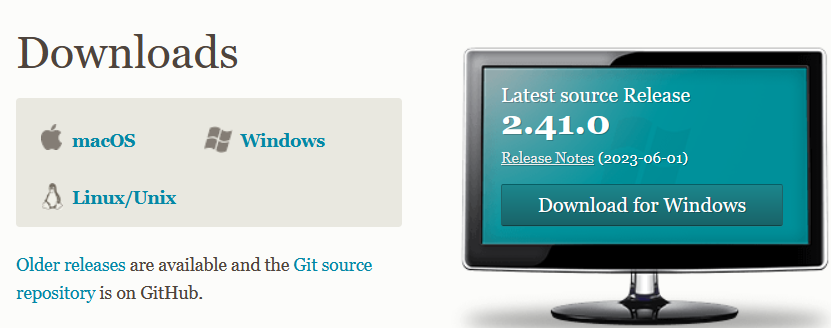 Downloads
macOS
Windows
Linux/Unix
Older releases are available and the Git source
repository is on GitHub.
Latest source Release
2.41.0
Release Notes (2023-06-01)
Download for Windows